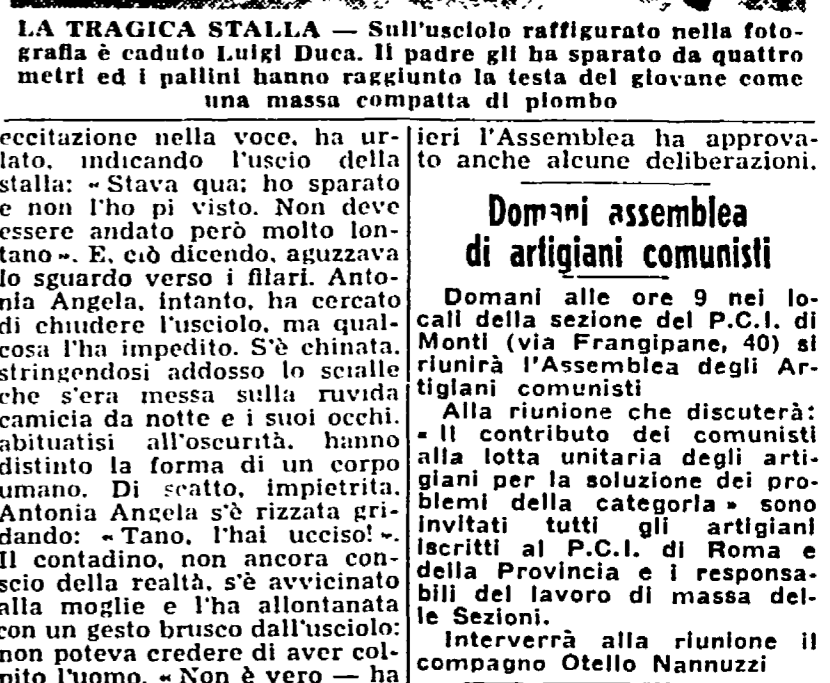 LA TRAGICA STALLA — Sull'usciolo raffigurato nella foto-
grafia è caduto Luigi Duca. Il padre gli ha sparato da quattro
metri ed i pallini hanno raggiunto la testa del giovane come
una massa compatta di piombo
eccitazione nella voce, ha ur-
lato, indicando l'uscio della
stalla: « Stava qua; ho sparato
e non l'ho pi visto. Non deve
essere andato però molto lon-
tano ». E, ciò dicendo, aguzzava
lo sguardo verso i filari. Anto-
nia Angela, intanto, ha cercato
di chiudere l'usciolo, ma qual-
cosa l'ha impedito. S'è chinata,
stringendosi addosso lo scialle
che s'era messa sulla ruvida
camicia da notte e i suoi occhi,
abituatisi all'oscurità, hanno
distinto la forma di un corpo
umano. Di scatto, impietrita,
Antonia Angela s'è rizzata gri-
dando: « Tano, l'hai ucciso! ».
Il contadino, non ancora con-
scio della realtà, s'è avvicinato
alla moglie e l'ha allontanata
con un gesto brusco dall'usciolo:
non poteva credere di aver col-
pito l'uomo. « Non è vero — ha
ieri l'Assemblea ha approva-
to anche alcune deliberazioni.
Domani assemblea
di artigiani comunisti
Domani alle ore 9 nei lo-
cali della sezione del P.C.I. di
Monti (via Frangipane, 40) si
riunirà l'Assemblea degli Ar-
tigiani comunisti
Alla riunione che discuterà:
« Il contributo dei comunisti
alla lotta unitaria degli arti-
giani per la soluzione dei pro-
blemi della categoria » sono
invitati tutti gli artigiani
iscritti al P.C.I. di Roma e
della Provincia e i responsa-
bili del lavoro di massa del-
le Sezioni.
Interverrà alla riunione il
compagno Otello Nannuzzi